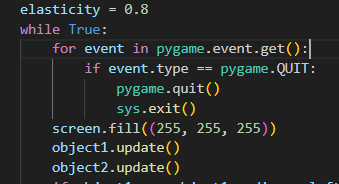 elasticity = 0.8
while True:
    for event in pygame.event.get():
        if event.type == pygame.QUIT:
            pygame.quit()
            sys.exit()
    screen.fill((255, 255, 255))
    object1.update()
    object2.update()